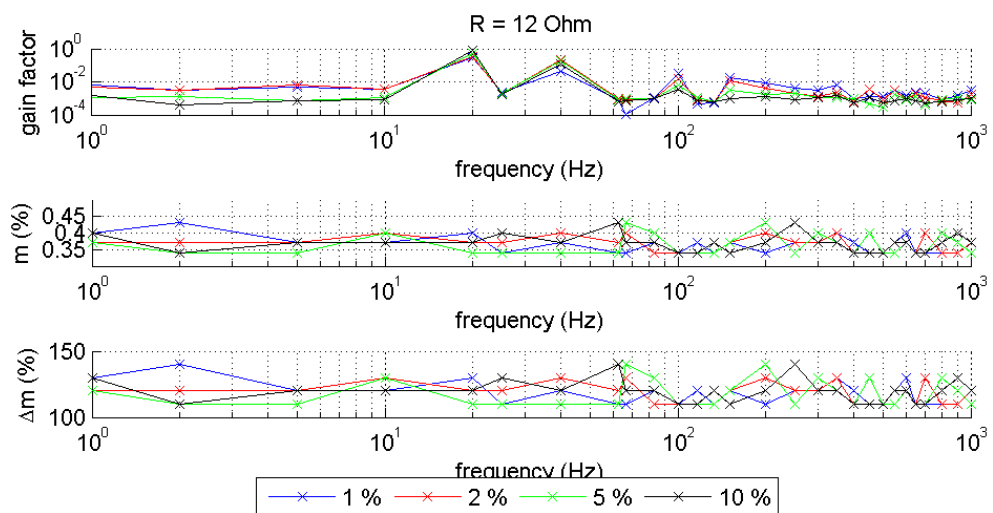 R = 12 Ohm
gain factor
10^0
10^-2
10^-4
10^0 10^1 10^2 10^3
frequency (Hz)
m (%)
0.45
0.4
0.35
10^0 10^1 10^2 10^3
frequency (Hz)
Δm (%)
150
100
10^0 10^1 10^2 10^3
frequency (Hz)
1 % 2 % 5 % 10 %